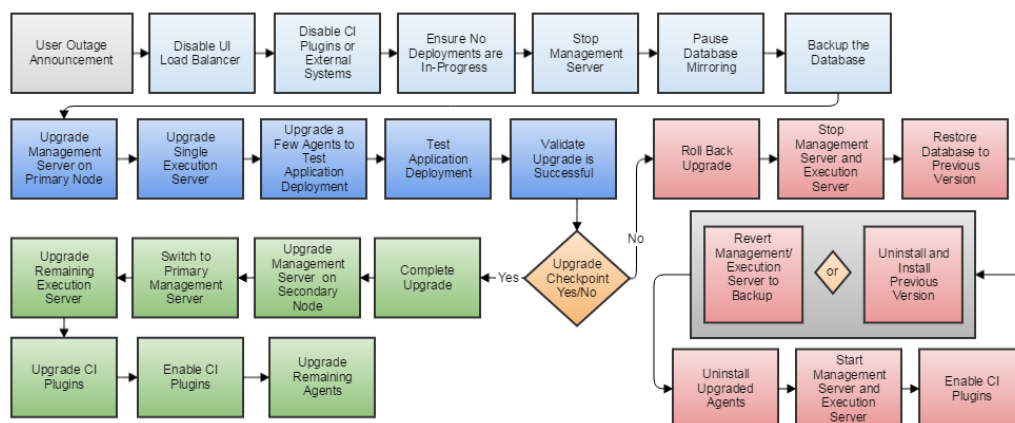 User Outage
Announcement
Disable UI
Load Balancer
Disable CI
Plugins or
External
Systems
Ensure No
Deployments are
In-Progress
Stop
Management
Server
Pause
Database
Mirroring
Backup the
Database
Upgrade
Management
Server on
Primary Node
Upgrade
Single
Execution
Server
Upgrade a
Few Agents to
Test
Application
Deployment
Test
Application
Deployment
Validate
Upgrade is
Successful
Roll Back
Upgrade
Stop
Management
Server and
Execution
Server
Restore
Database to
Previous
Version
Upgrade
Remaining
Execution
Server
Switch to
Primary
Management
Server
Upgrade
Management
Server on
Secondary
Node
Complete
Upgrade
Yes
Upgrade
Checkpoint
Yes/No
No
Revert
Management/
Execution
Server to
Backup
or
Uninstall and
Install
Previous
Version
Upgrade CI
Plugins
Enable CI
Plugins
Upgrade
Remaining
Agents
Uninstall
Upgraded
Agents
Start
Management
Server and
Execution
Server
Enable CI
Plugins